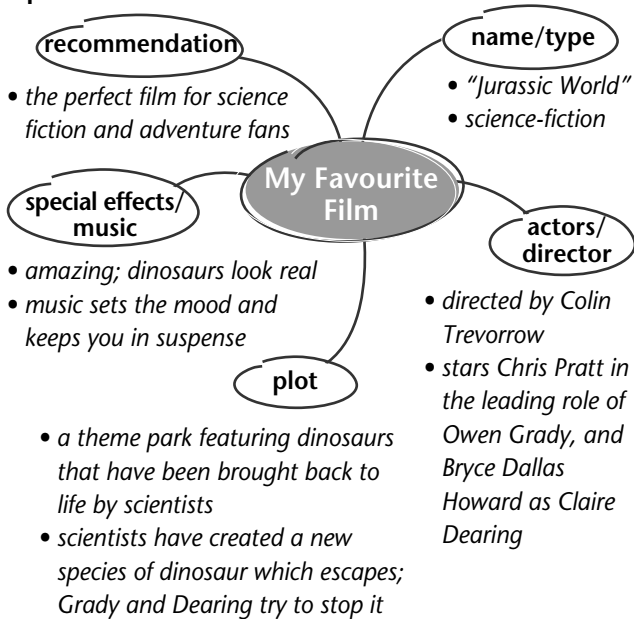 recommendation
• the perfect film for science
fiction and adventure fans
name/type
• "Jurassic World"
• science-fiction
My Favourite
Film
special effects/
music
• amazing; dinosaurs look real
• music sets the mood and
keeps you in suspense
actors/
director
• directed by Colin
Trevorrow
• stars Chris Pratt in
the leading role of
Owen Grady, and
Bryce Dallas
Howard as Claire
Dearing
plot
• a theme park featuring dinosaurs
that have been brought back to
life by scientists
• scientists have created a new
species of dinosaur which escapes;
Grady and Dearing try to stop it